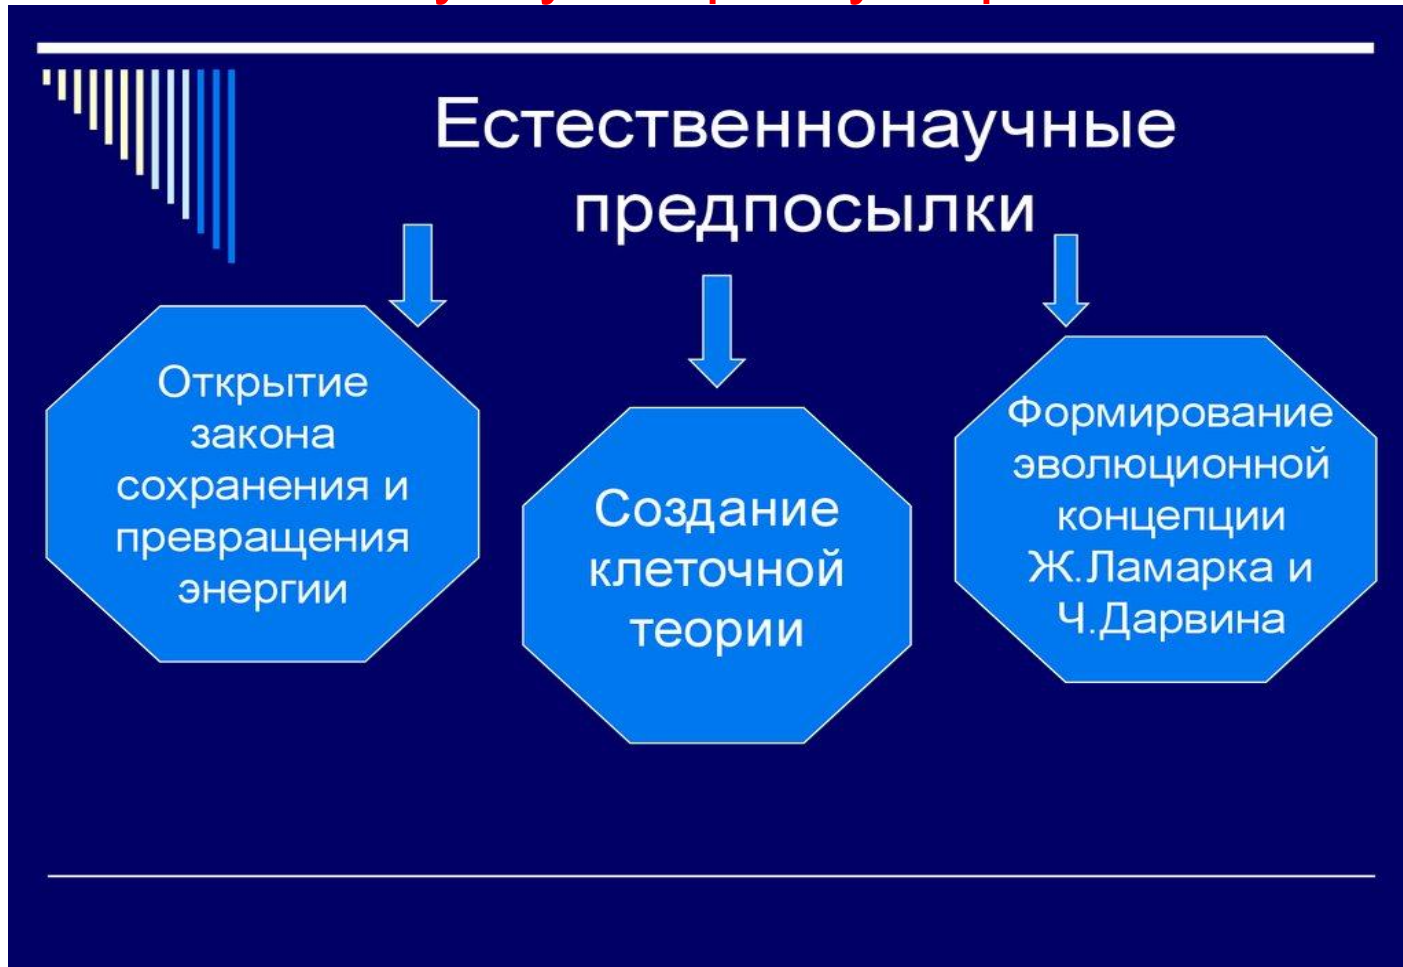 Естественнонаучные
предпосылки
Открытие
закона
сохранения и
превращения
энергии
Создание
клеточной
теории
Формирование
эволюционной
концепции
Ж.Ламарка и
Ч.Дарвина